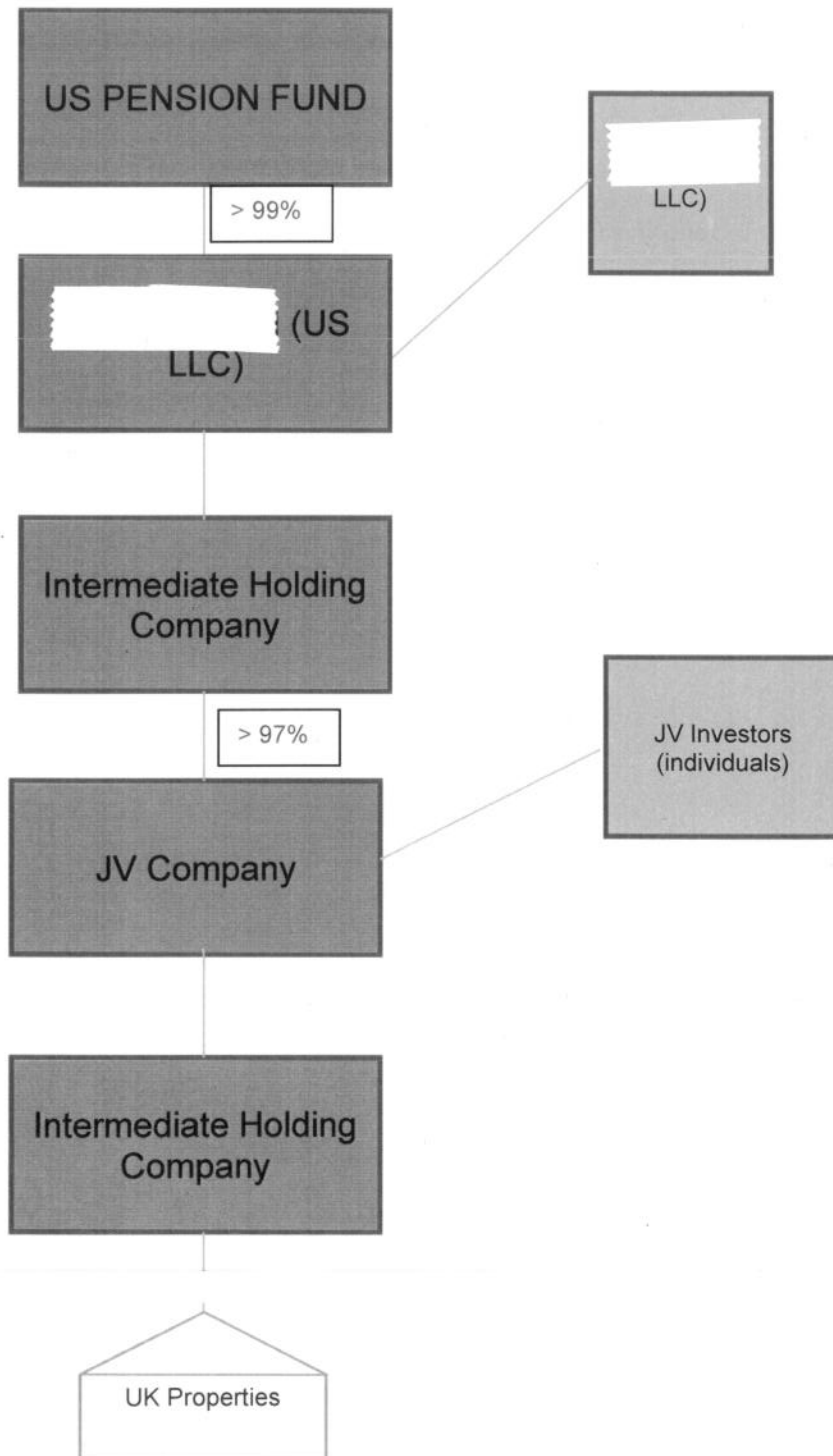 US PENSION FUND
> 99%
LLC)
(US
LLC)
Intermediate Holding
Company
> 97%
JV Investors
(individuals)
JV Company
Intermediate Holding
Company
UK Properties